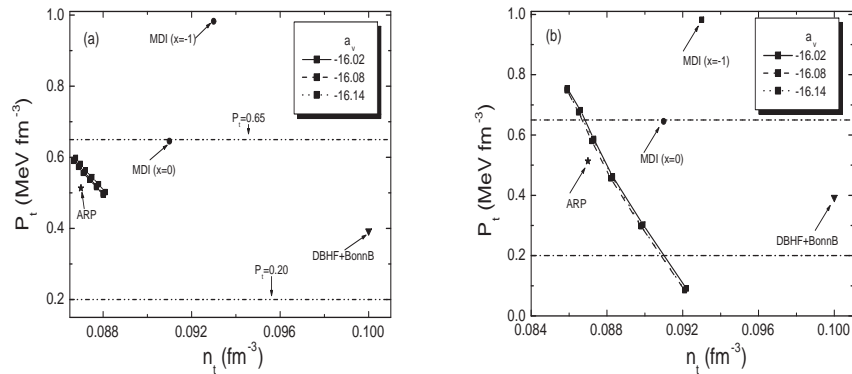 (a)
a_v
-16.02
-16.08
-16.14
MDI (x=-1)
P_t=0.65
MDI (x=0)
ARP
DBHF+BonnB
P_t=0.20
1.0
0.8
0.6
0.4
0.2
0.088 0.092 0.096 0.100
P_t (MeV fm^-3)
n_t (fm^-3)
(b)
a_v
-16.02
-16.08
-16.14
MDI (x=-1)
MDI (x=0)
ARP
DBHF+BonnB
1.0
0.8
0.6
0.4
0.2
0.0
0.084 0.088 0.092 0.096 0.100
P_t (MeV fm^-3)
n_t (fm^-3)